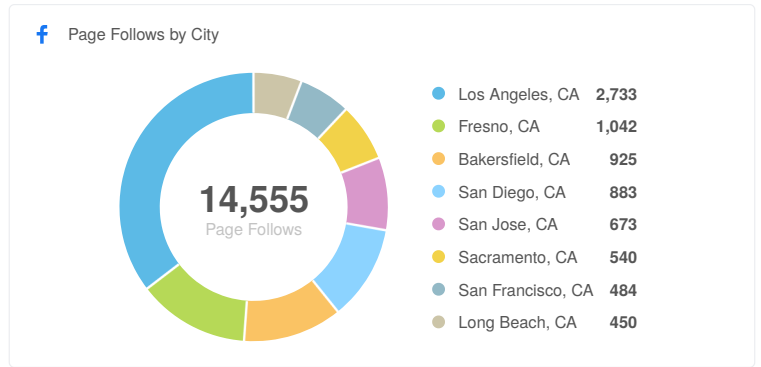 Page Follows by City
14,555
Page Follows
Los Angeles, CA 2,733
Fresno, CA 1,042
Bakersfield, CA 925
San Diego, CA 883
San Jose, CA 673
Sacramento, CA 540
San Francisco, CA 484
Long Beach, CA 450